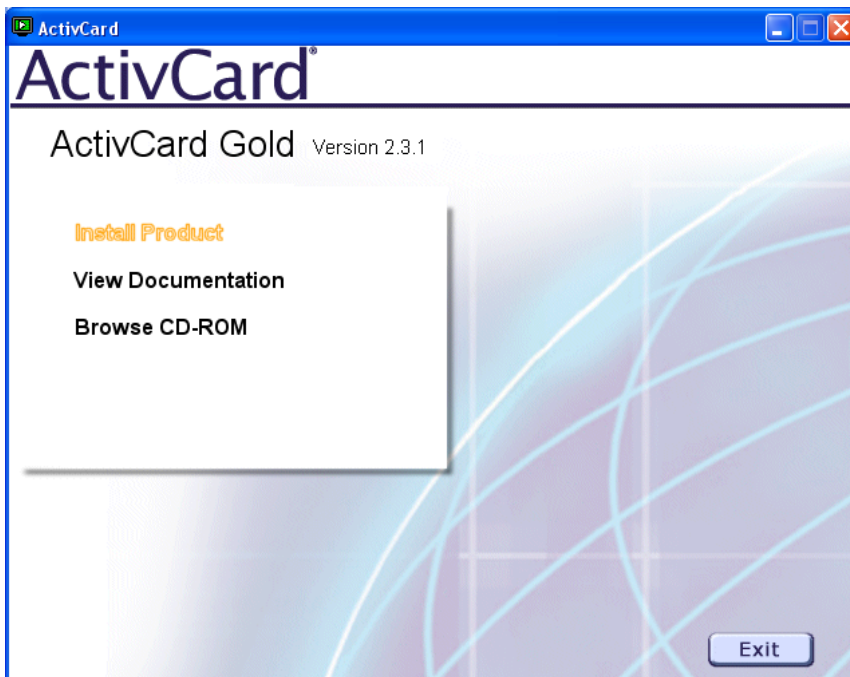 ActivCard
ActivCard®
ActivCard Gold Version 2.3.1
Install Product
View Documentation
Browse CD-ROM
Exit